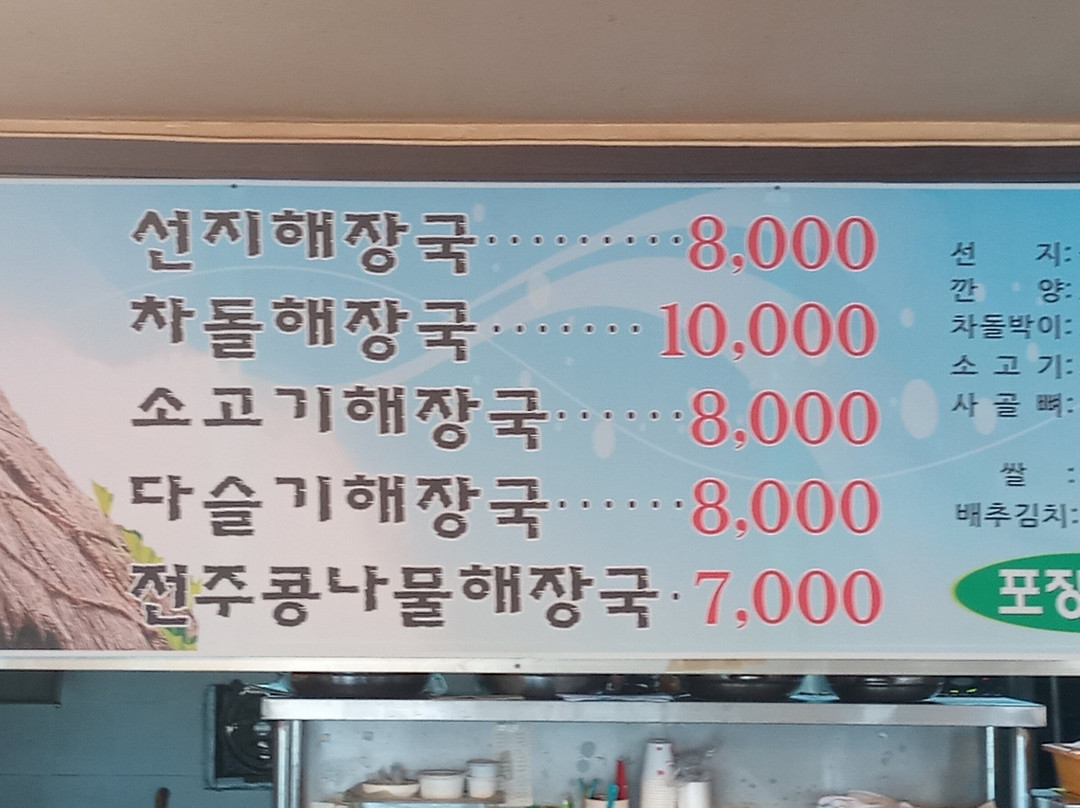 선지해장국·········8,000
차돌해장국·······10,000
소고기해장국······8,000
다슬기해장국······8,000
전주콩나물해장국·7,000
선 지:
깐 양:
차돌박이:
소 고 기:
사 골 뼈:
쌀 :
배추김치:
포장